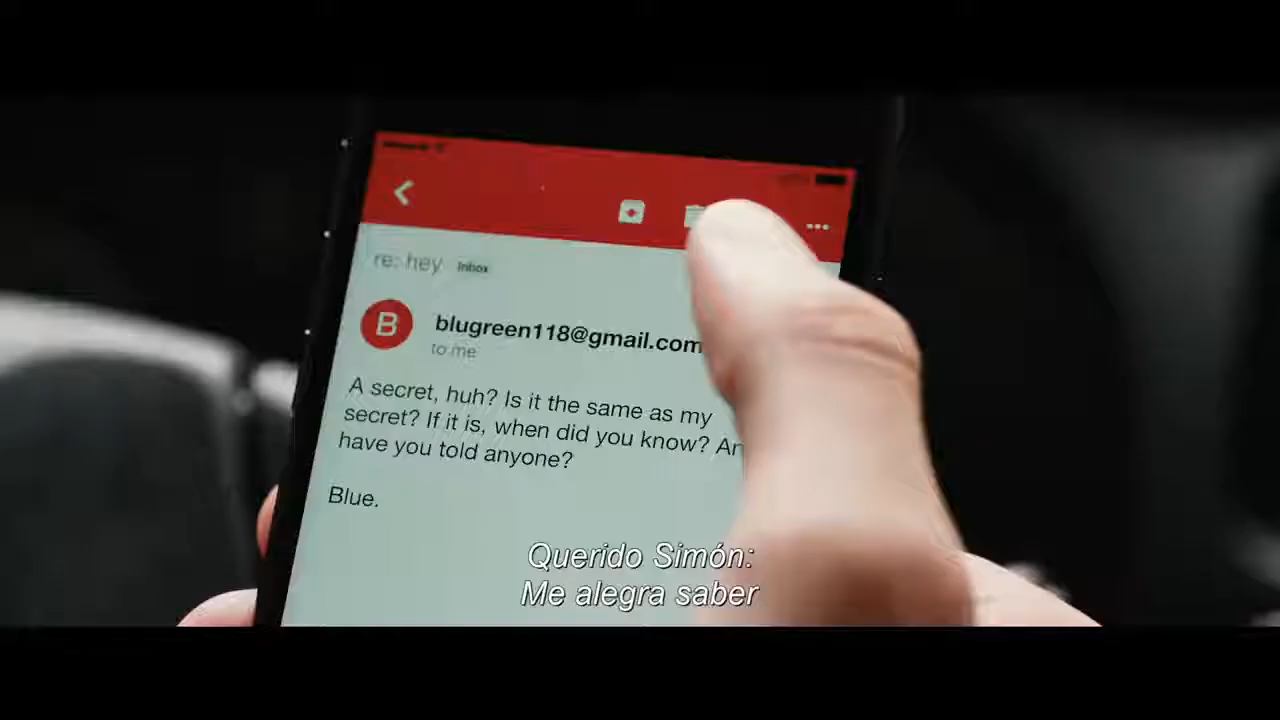 re: hey Inbox
B
blugreen118@gmail.com
to me
A secret, huh? Is it the same as my
secret? If it is, when did you know? An
have you told anyone?
Blue.
Querido Simón:
Me alegra saber